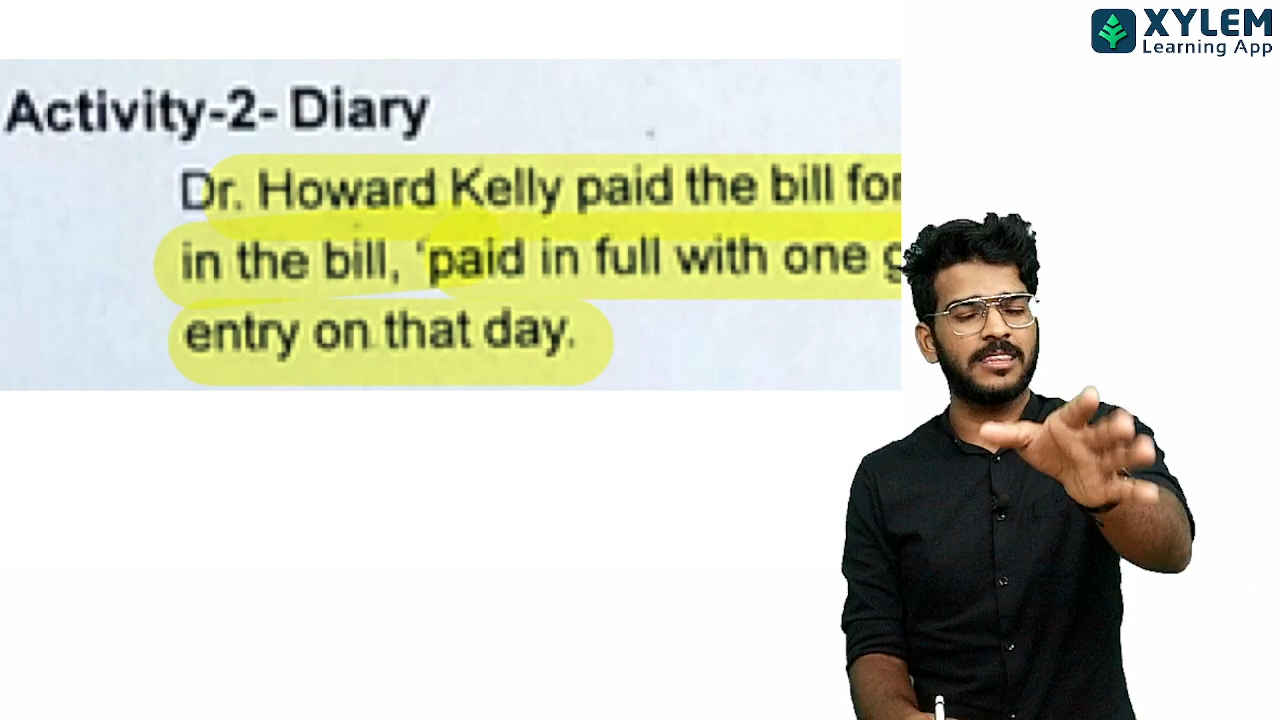 XYLEM
Learning App
Activity-2- Diary
Dr. Howard Kelly paid the bill for
in the bill, 'paid in full with one
entry on that day.